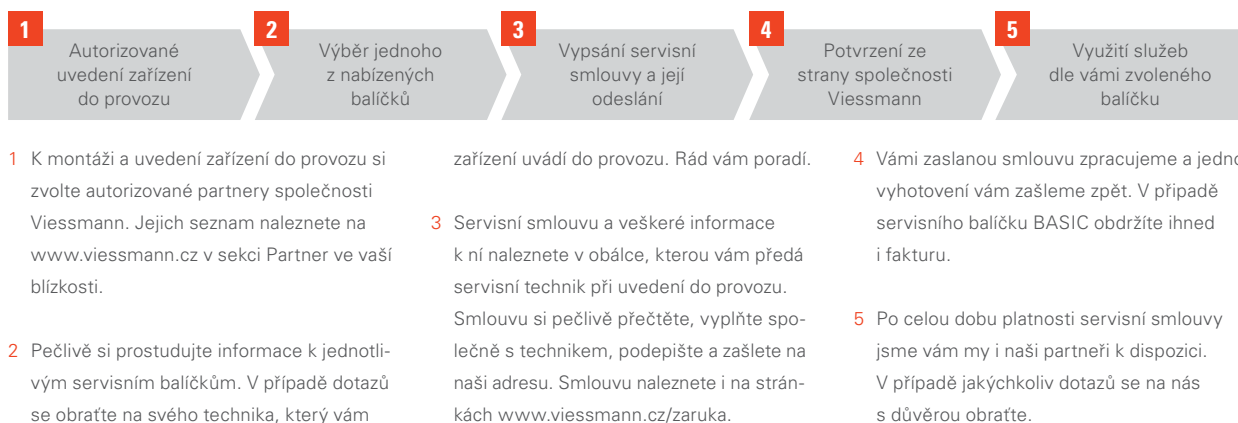 1
Autorizované
uvedení zařízení
do provozu
2
Výběr jednoho
z nabízených
balíčků
3
Vypsání servisní
smlouvy a její
odeslání
4
Potvrzení ze
strany společnosti
Viessmann
5
Využití služeb
dle vámi zvoleného
balíčku
1 K montáži a uvedení zařízení do provozu si
zvolte autorizované partnery společnosti
Viessmann. Jejich seznam naleznete na
www.viessmann.cz v sekci Partner ve vaší
blízkosti.
2 Pečlivě si prostudujte informace k jednotli-
vým servisním balíčkům. V případě dotazů
se obraťte na svého technika, který vám
zařízení uvádí do provozu. Rád vám poradí.
3 Servisní smlouvu a veškeré informace
k ní naleznete v obálce, kterou vám předá
servisní technik při uvedení do provozu.
Smlouvu si pečlivě přečtěte, vyplňte spo-
lečně s technikem, podepište a zašlete na
naši adresu. Smlouvu naleznete i na strán-
kách www.viessmann.cz/zaruka.
4 Vámi zaslanou smlouvu zpracujeme a jedno
vyhotovení vám zašleme zpět. V připadě
servisního balíčku BASIC obdržíte ihned
i fakturu.
5 Po celou dobu platnosti servisní smlouvy
jsme vám my i naši partneři k dispozici.
V případě jakýchkoliv dotazů se na nás
s důvěrou obraťte.